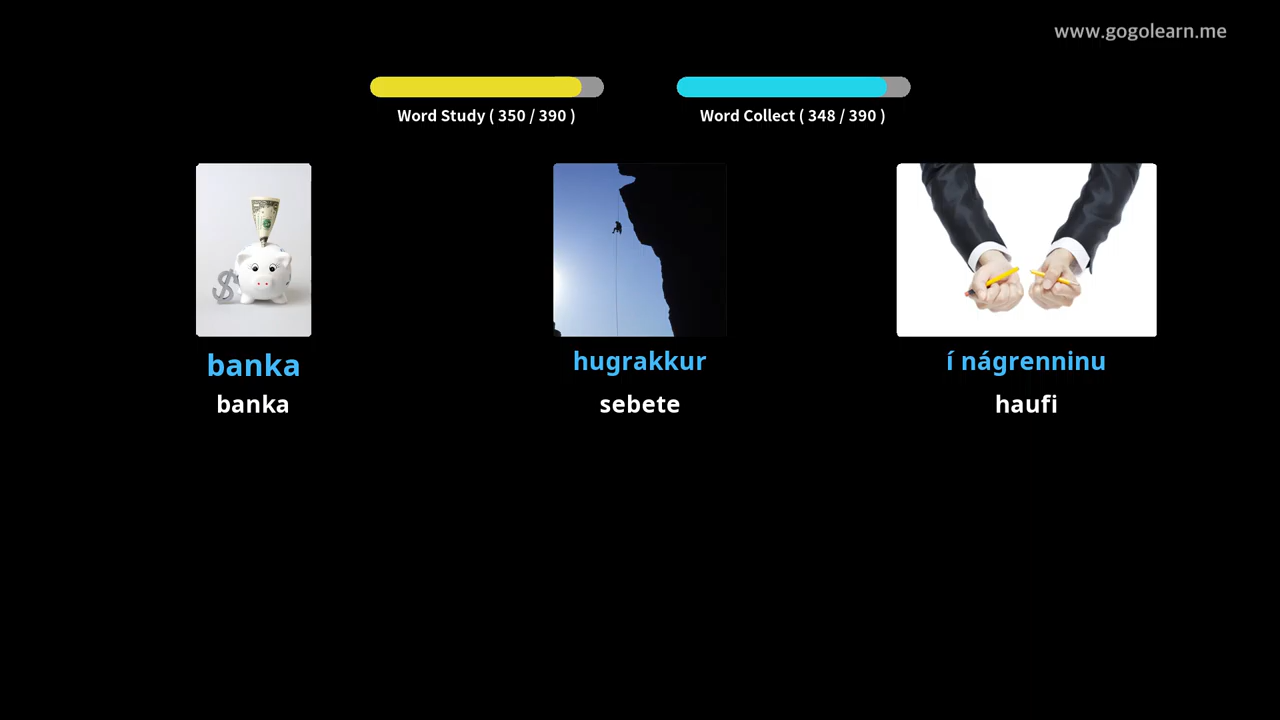 www.gogolearn.me
Word Study ( 350 / 390 )
Word Collect ( 348 / 390 )
banka
banka
hugrakkur
sebete
í nágrenninu
haufi